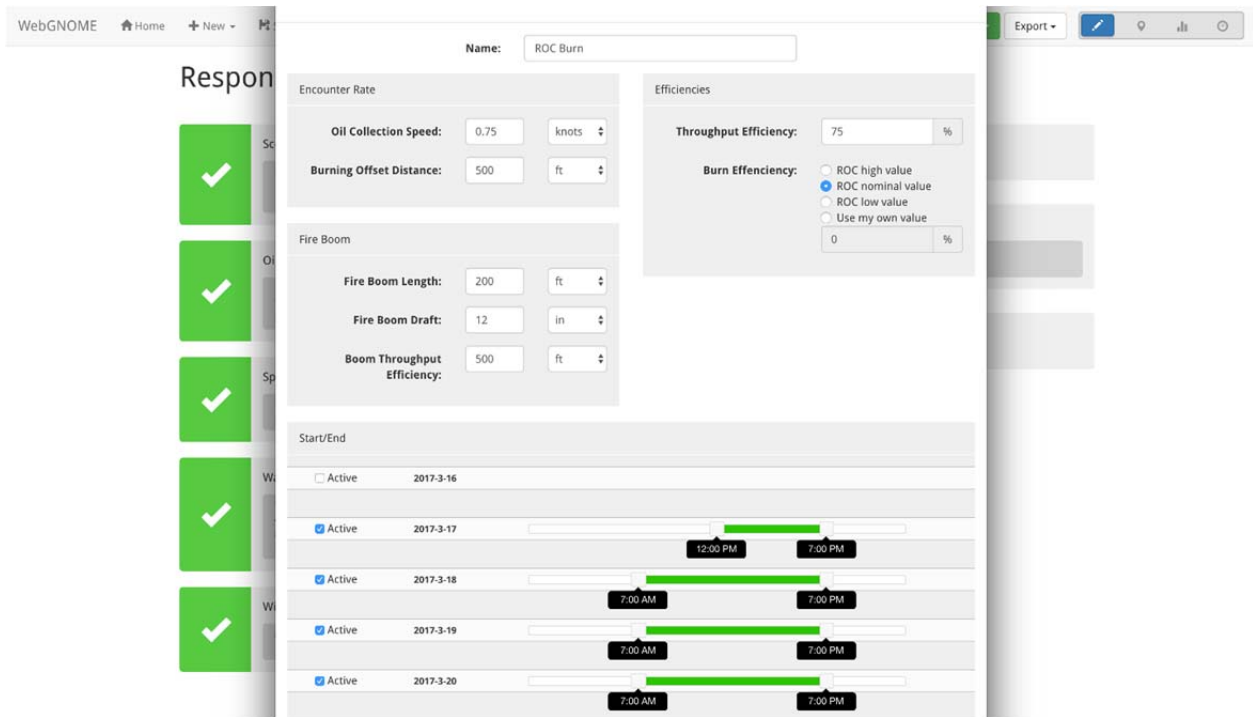 WebGNOME Home + New Export
Name: ROC Burn
Respon
Encounter Rate
Oil Collection Speed: 0.75 knots
Burning Offset Distance: 500 ft
Efficiencies
Throughput Efficiency: 75 %
Burn Effenciency: ROC high value
ROC nominal value
ROC low value
Use my own value
0 %
Fire Boom
Fire Boom Length: 200 ft
Fire Boom Draft: 12 in
Boom Throughput 500 ft
Efficiency:
Sc
Oi
Sp
Wa
Wi
Start/End
Active 2017-3-16
Active 2017-3-17
12:00 PM 7:00 PM
Active 2017-3-18
7:00 AM 7:00 PM
Active 2017-3-19
7:00 AM 7:00 PM
Active 2017-3-20
7:00 AM 7:00 PM